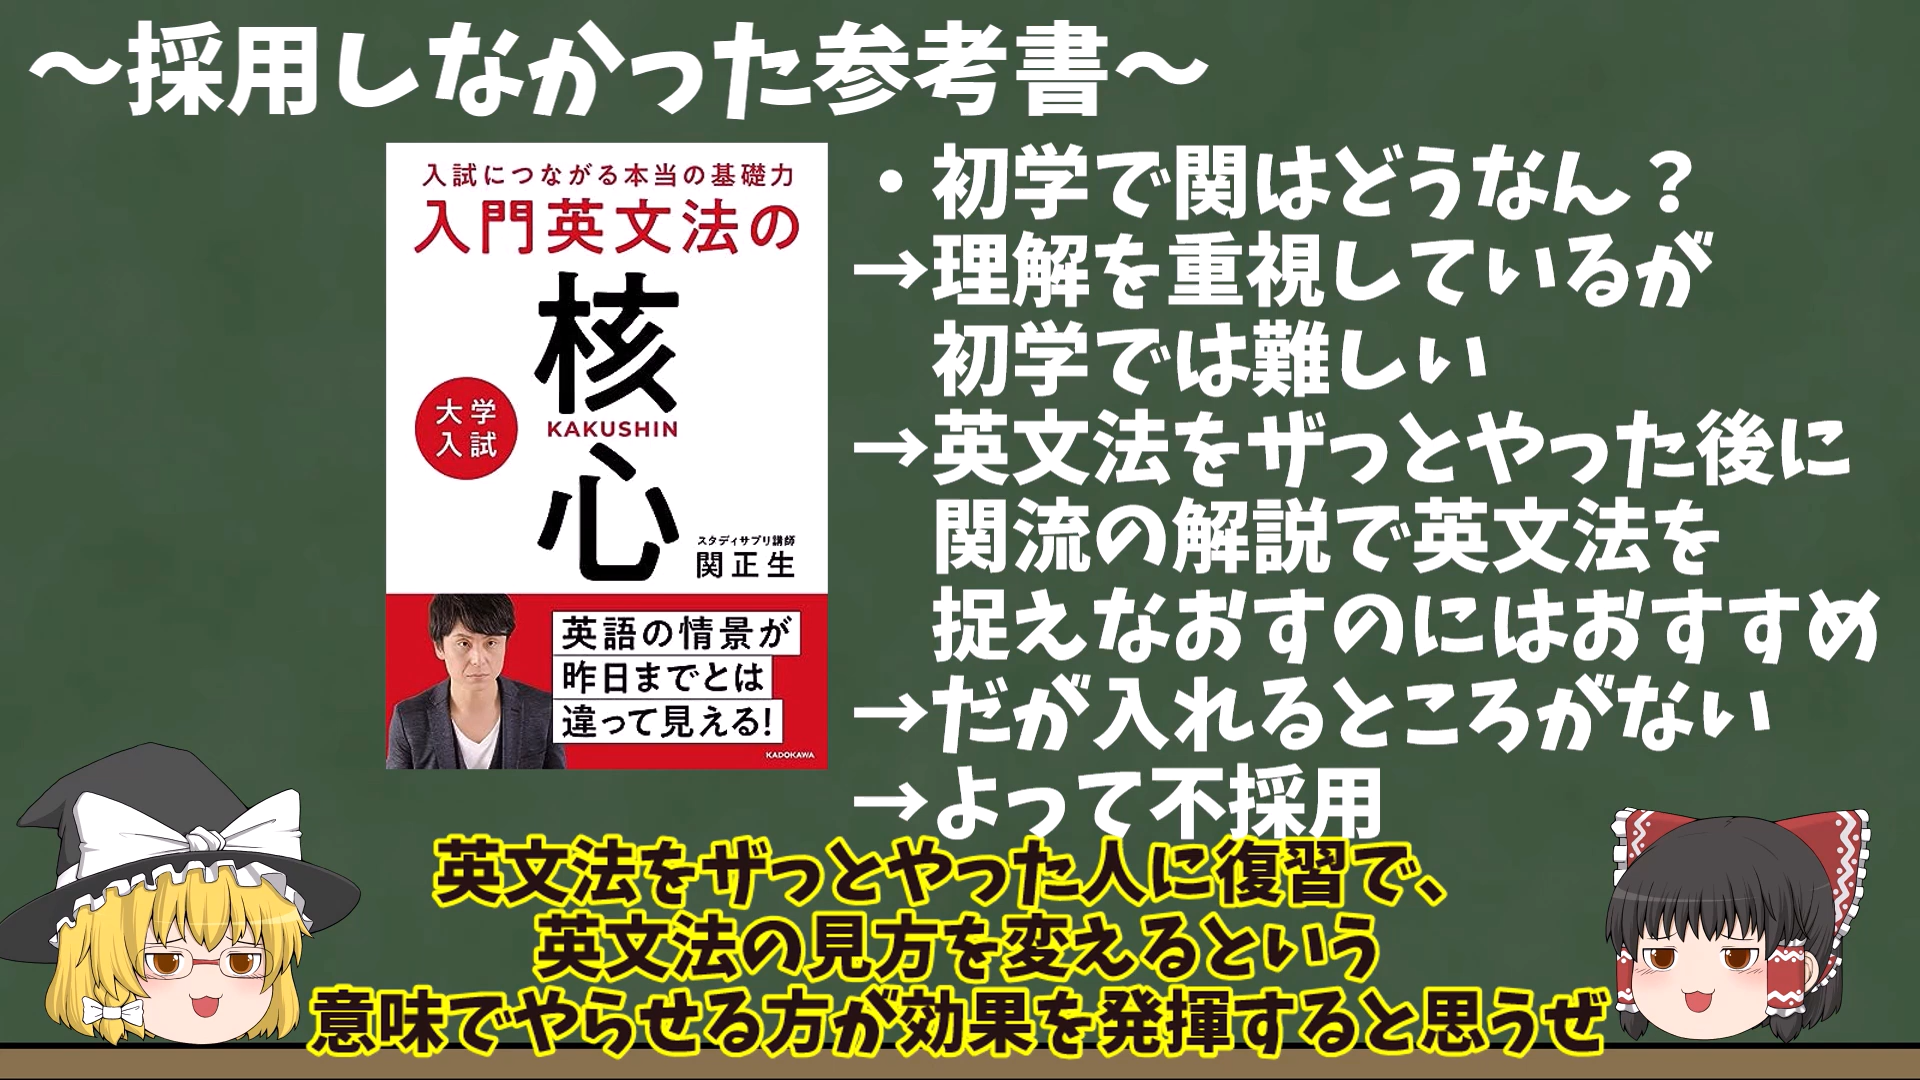 ～採用しなかった参考書～
入試につながる本当の基礎力
入門英文法の
核
KAKUSHIN
心
大学
入試
スタディサプリ講師
関正生
英語の情景が
昨日までとは
違って見える!
KADOKAWA
・初学で関はどうなん？
→理解を重視しているが
初学では難しい
→英文法をザっとやった後に
関流の解説で英文法を
捉えなおすのにはおすすめ
→だが入れるところがない
→よって不採用
英文法をザっとやった人に復習で、
英文法の見方を変えるという
意味でやらせる方が効果を発揮すると思うぜ